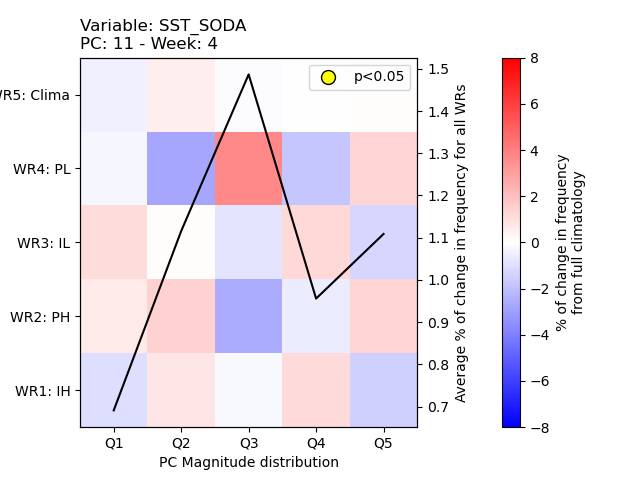 Variable: SST_SODA
PC: 11 - Week: 4
WR5: Clima
WR4: PL
WR3: IL
WR2: PH
WR1: IH
Q1 Q2 Q3 Q4 Q5
PC Magnitude distribution
p<0.05
1.5
1.4
1.3
1.2
1.1
1.0
0.9
0.8
0.7
Average % of change in frequency for all WRs
8
6
4
2
0
−2
−4
−6
−8
% of change in frequency
from full climatology